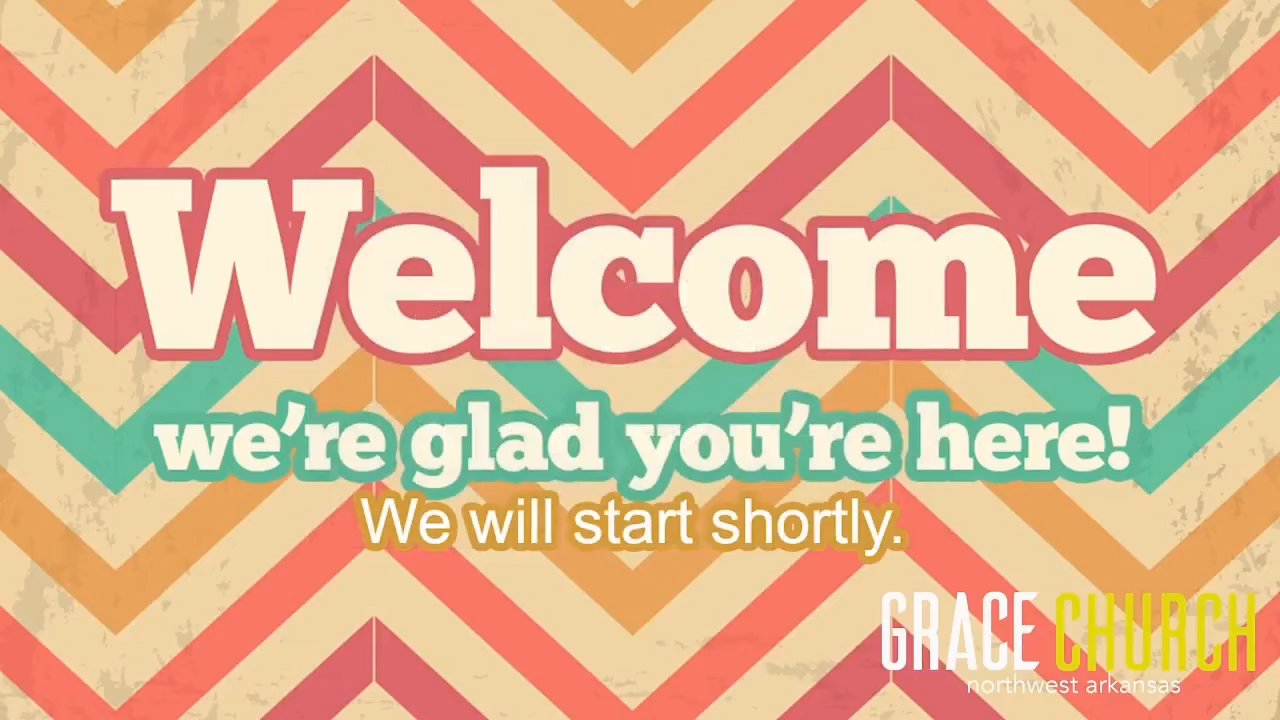 Welcome
we're glad you're here!
We will start shortly.
GRACE CHURCH
northwest arkansas